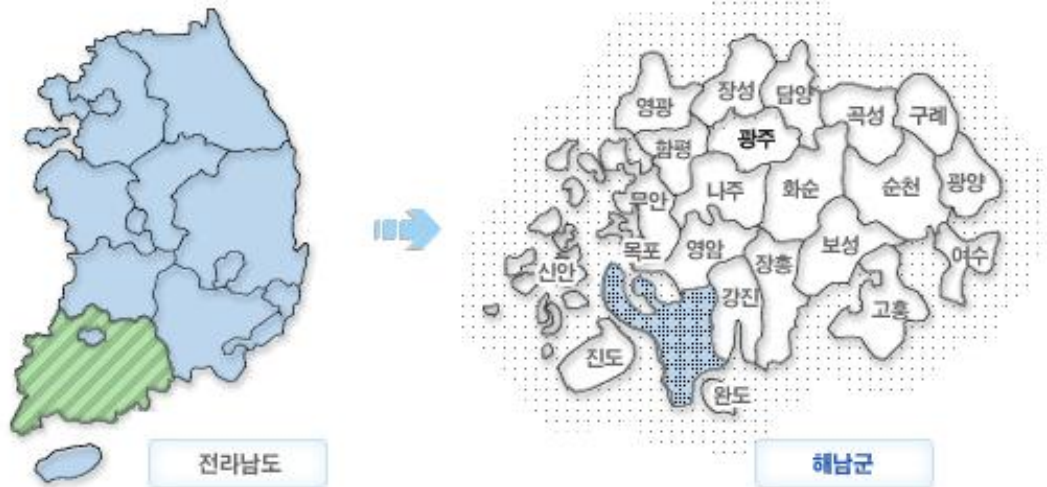 영광
장성
담양
곡성
구례
함평
광주
무안
나주
화순
순천
광양
목포
영암
장흥
보성
여수
신안
강진
고흥
진도
완도
전라남도
해남군